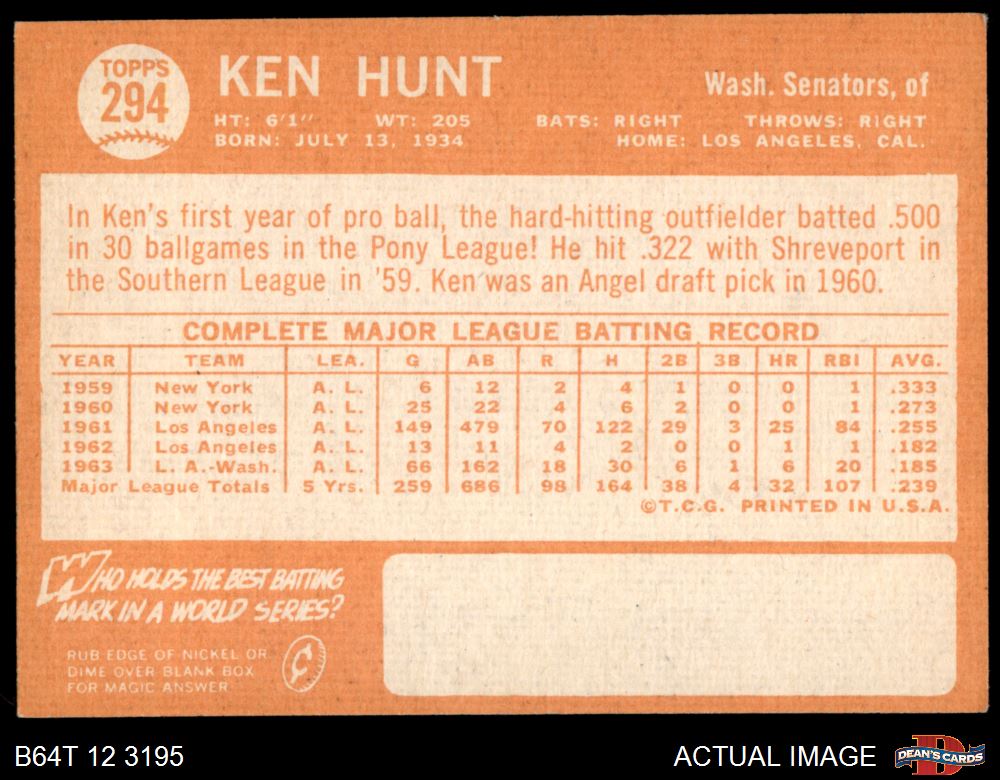 TOPPS
294
KEN HUNT
Wash. Senators, of
HT: 6'1" WT: 205 BATS: RIGHT THROWS: RIGHT
BORN: JULY 13, 1934 HOME: LOS ANGELES, CAL.
In Ken's first year of pro ball, the hard-hitting outfielder batted .500
in 30 ballgames in the Pony League! He hit .322 with Shreveport in
the Southern League in '59. Ken was an Angel draft pick in 1960.
COMPLETE MAJOR LEAGUE BATTING RECORD
YEAR TEAM LEA. G AB R H 2B 3B HR RBI AVG.
1959 New York A. L. 6 12 2 4 1 0 0 1 .333
1960 New York A. L. 25 22 4 6 2 0 0 1 .273
1961 Los Angeles A. L. 149 479 70 122 29 3 25 84 .255
1962 Los Angeles A. L. 13 11 4 2 0 0 1 1 .182
1963 L. A.-Wash. A. L. 66 162 18 30 6 1 6 20 .185
Major League Totals 5 Yrs. 259 686 98 164 38 4 32 107 .239
©T.C.G. PRINTED IN U.S.A.
WHO HOLDS THE BEST BATTING
MARK IN A WORLD SERIES?
RUB EDGE OF NICKEL OR
DIME OVER BLANK BOX
FOR MAGIC ANSWER
B64T 12 3195
ACTUAL IMAGE
DEAN'S CARDS